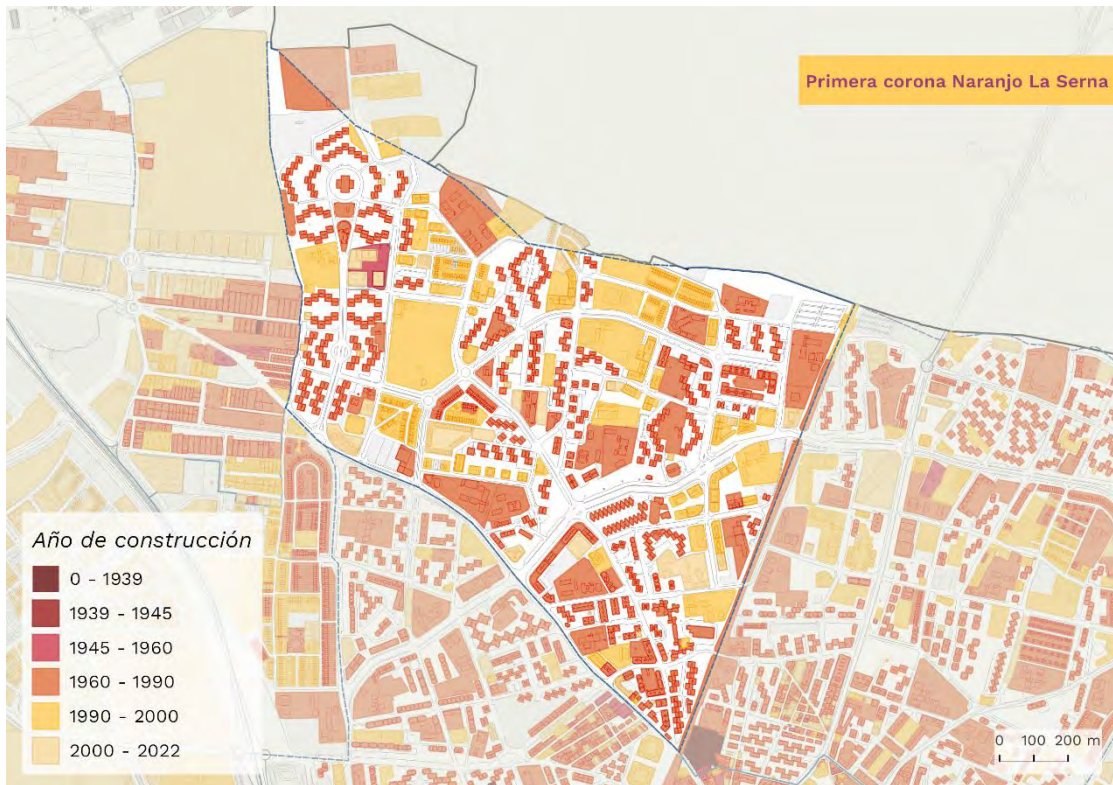 Primera corona Naranjo La Serna
Año de construcción
0 - 1939
1939 - 1945
1945 - 1960
1960 - 1990
1990 - 2000
2000 - 2022
0 100 200 m